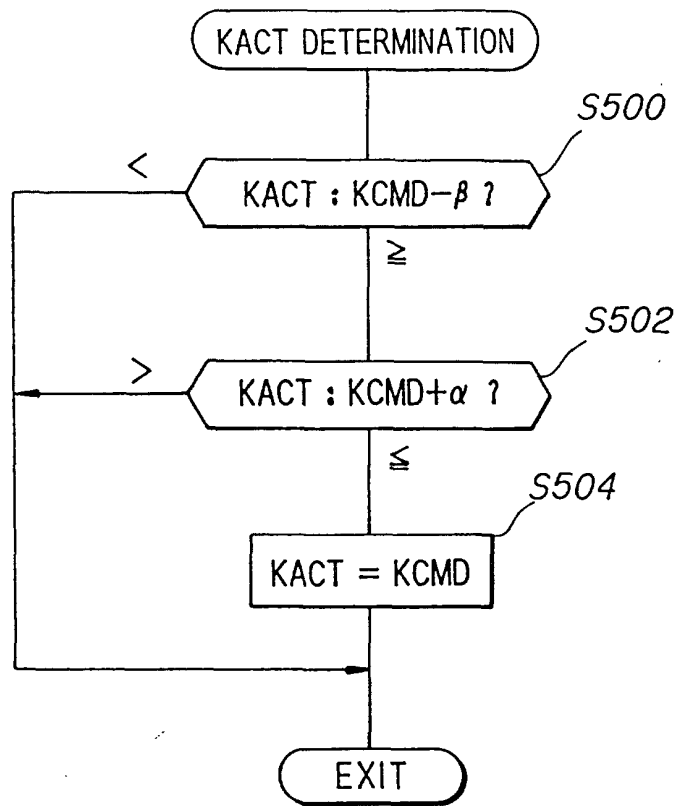 KACT DETERMINATION
S500
<
KACT : KCMD−β ?
≧
S502
>
KACT : KCMD+α ?
≦
S504
KACT = KCMD
EXIT